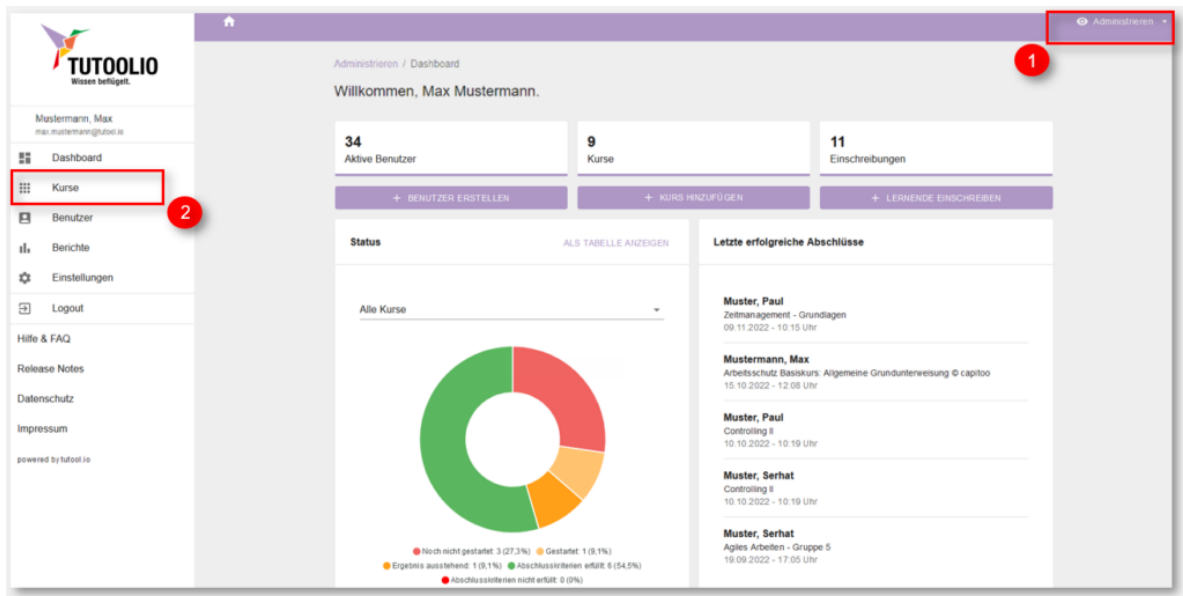 TUTOOLIO
Wissen beflügelt.
Administrieren
1
Mustermann, Max
max.mustermann@tutool.io
Dashboard
Kurse
2
Benutzer
Berichte
Einstellungen
Logout
Hilfe & FAQ
Release Notes
Datenschutz
Impressum
powered by tutool.io
Administrieren / Dashboard
Willkommen, Max Mustermann.
34
Aktive Benutzer
9
Kurse
11
Einschreibungen
+ BENUTZER ERSTELLEN
+ KURS HINZUFÜGEN
+ LERNENDE EINSCHREIBEN
Status
ALS TABELLE ANZEIGEN
Alle Kurse
Noch nicht gestartet: 3 (27,3%) Gestartet: 1 (9,1%)
Ergebnis ausstehend: 1 (9,1%) Abschlusskriterien erfüllt: 6 (54,5%)
Abschlusskriterien nicht erfüllt: 0 (0%)
Letzte erfolgreiche Abschlüsse
Muster, Paul
Zeitmanagement - Grundlagen
09.11.2022 - 10:15 Uhr
Mustermann, Max
Arbeitsschutz Basiskurs: Allgemeine Grundunterweisung © capitoo
15.10.2022 - 12:08 Uhr
Muster, Paul
Controlling II
10.10.2022 - 10:19 Uhr
Muster, Serhat
Controlling II
10.10.2022 - 10:19 Uhr
Muster, Serhat
Agiles Arbeiten - Gruppe 5
19.09.2022 - 17:05 Uhr